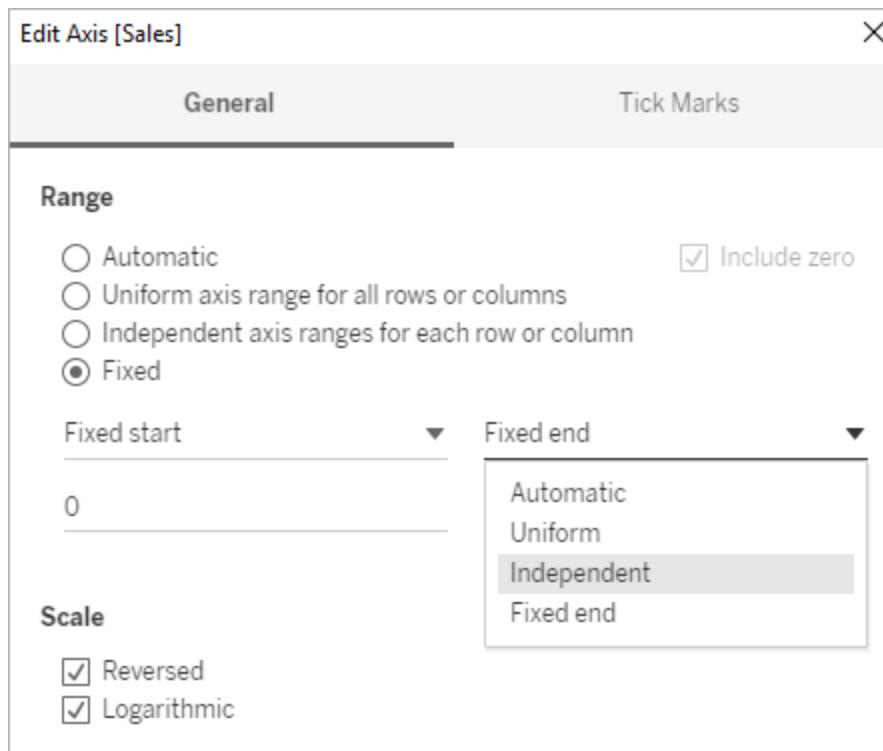 Edit Axis [Sales]
General Tick Marks
Range
Automatic Include zero
Uniform axis range for all rows or columns
Independent axis ranges for each row or column
Fixed
Fixed start Fixed end
0
Automatic
Uniform
Independent
Fixed end
Scale
Reversed
Logarithmic